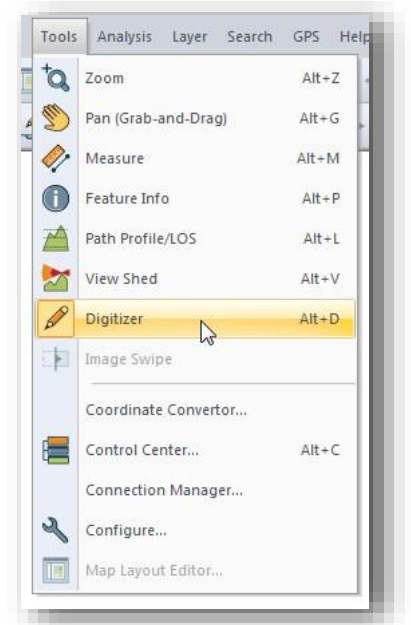 Tools Analysis Layer Search GPS Help
Zoom Alt+Z
Pan (Grab-and-Drag) Alt+G
Measure Alt+M
Feature Info Alt+P
Path Profile/LOS Alt+L
View Shed Alt+V
Digitizer Alt+D
Image Swipe
Coordinate Convertor...
Control Center... Alt+C
Connection Manager...
Configure...
Map Layout Editor...